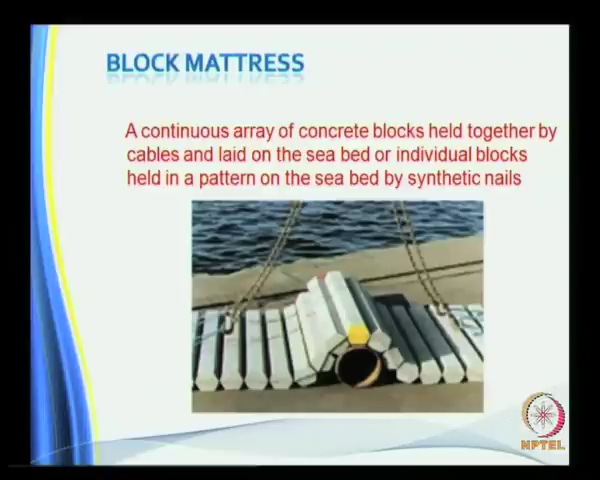 BLOCK MATTRESS
A continuous array of concrete blocks held together by
cables and laid on the sea bed or individual blocks
held in a pattern on the sea bed by synthetic nails
NPTEL